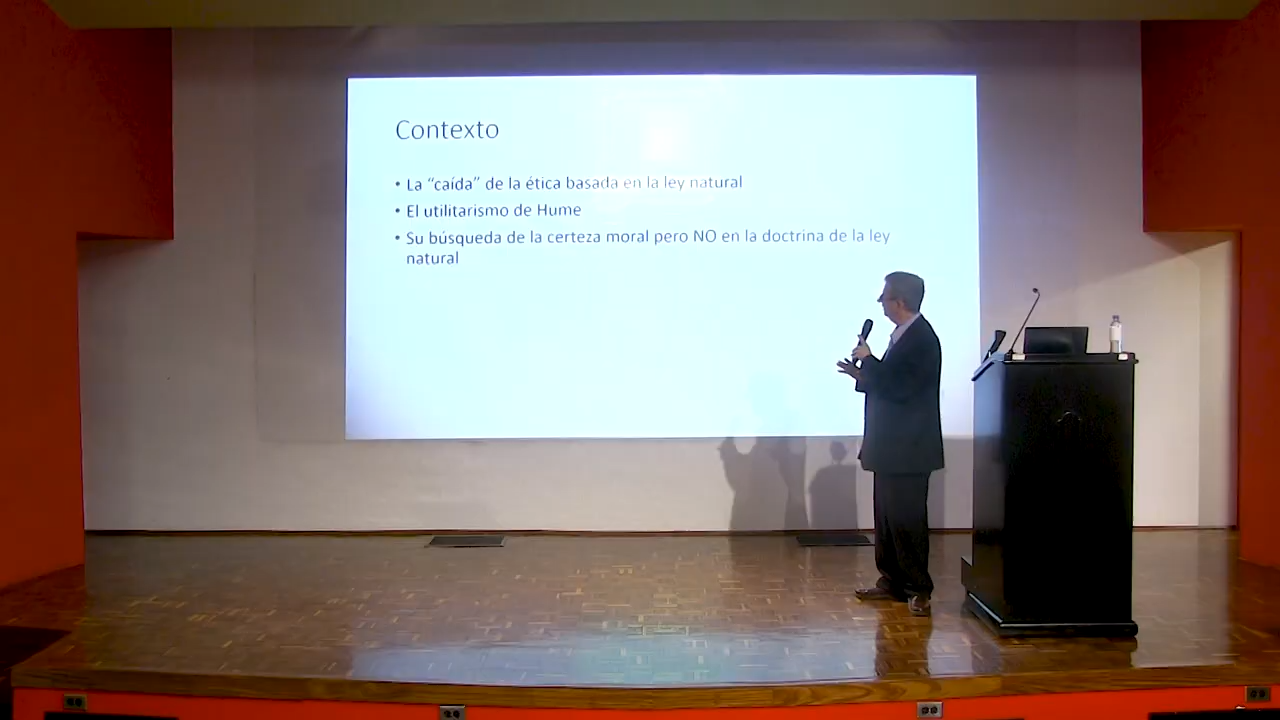 Contexto
• La “caída” de la ética basada en la ley natural
• El utilitarismo de Hume
• Su búsqueda de la certeza moral pero NO en la doctrina de la ley
natural